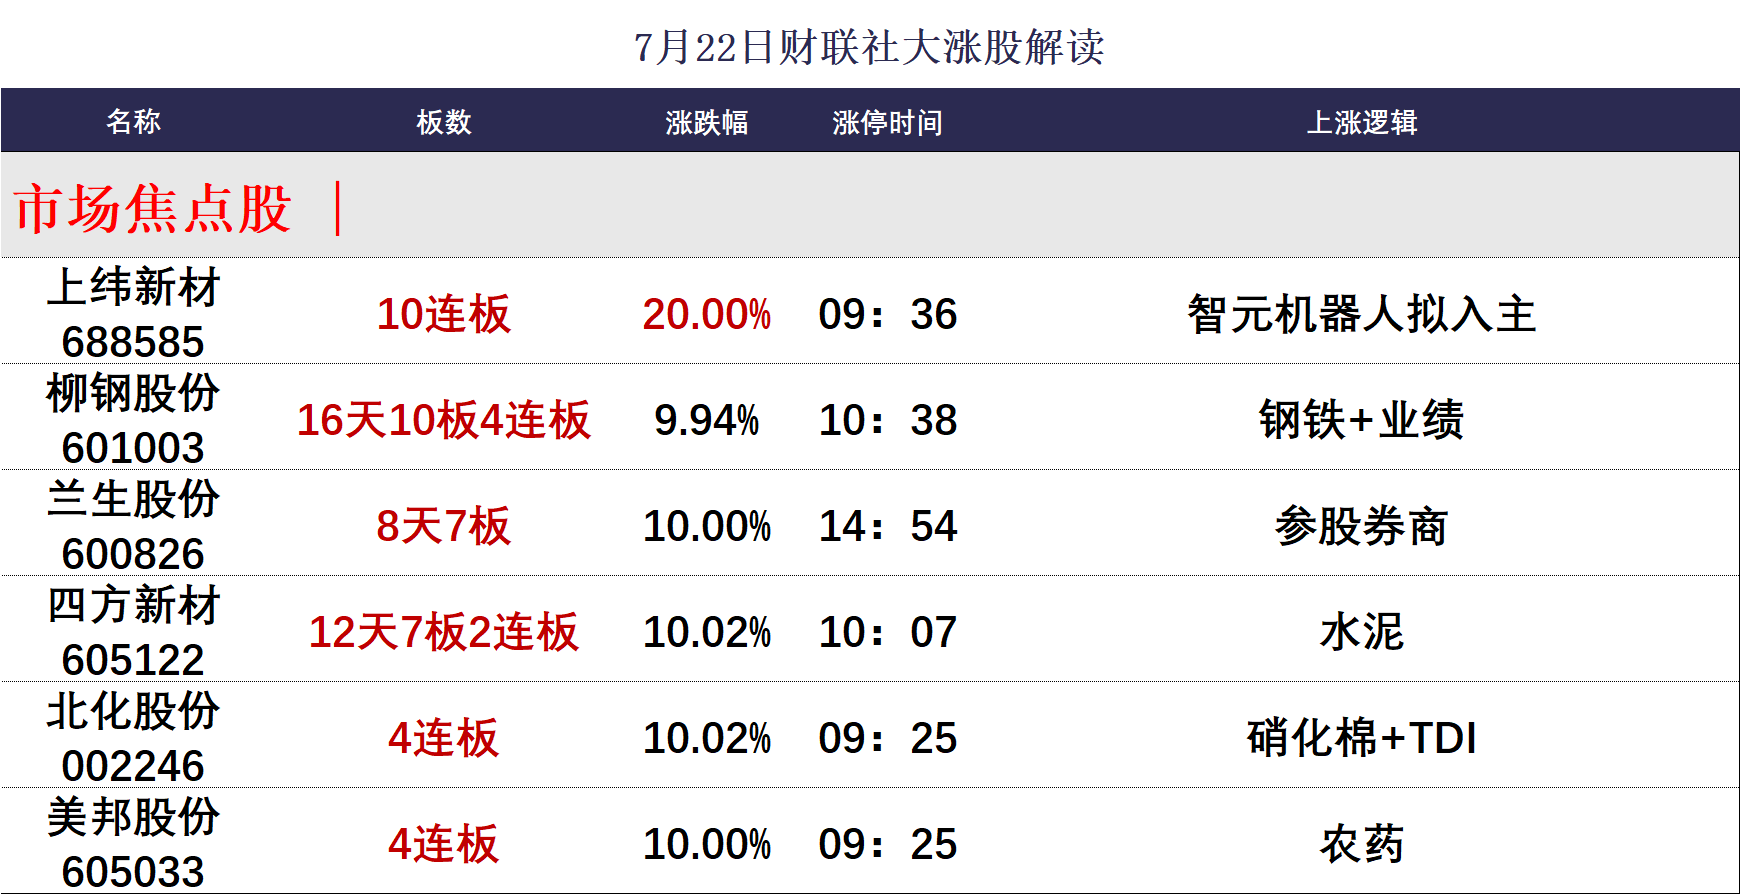 7月22日财联社大涨股解读
名称 板数 涨跌幅 涨停时间 上涨逻辑
市场焦点股 |
上纬新材
688585 10连板 20.00% 09：36 智元机器人拟入主
柳钢股份
601003 16天10板4连板 9.94% 10：38 钢铁+业绩
兰生股份
600826 8天7板 10.00% 14：54 参股券商
四方新材
605122 12天7板2连板 10.02% 10：07 水泥
北化股份
002246 4连板 10.02% 09：25 硝化棉+TDI
美邦股份
605033 4连板 10.00% 09：25 农药